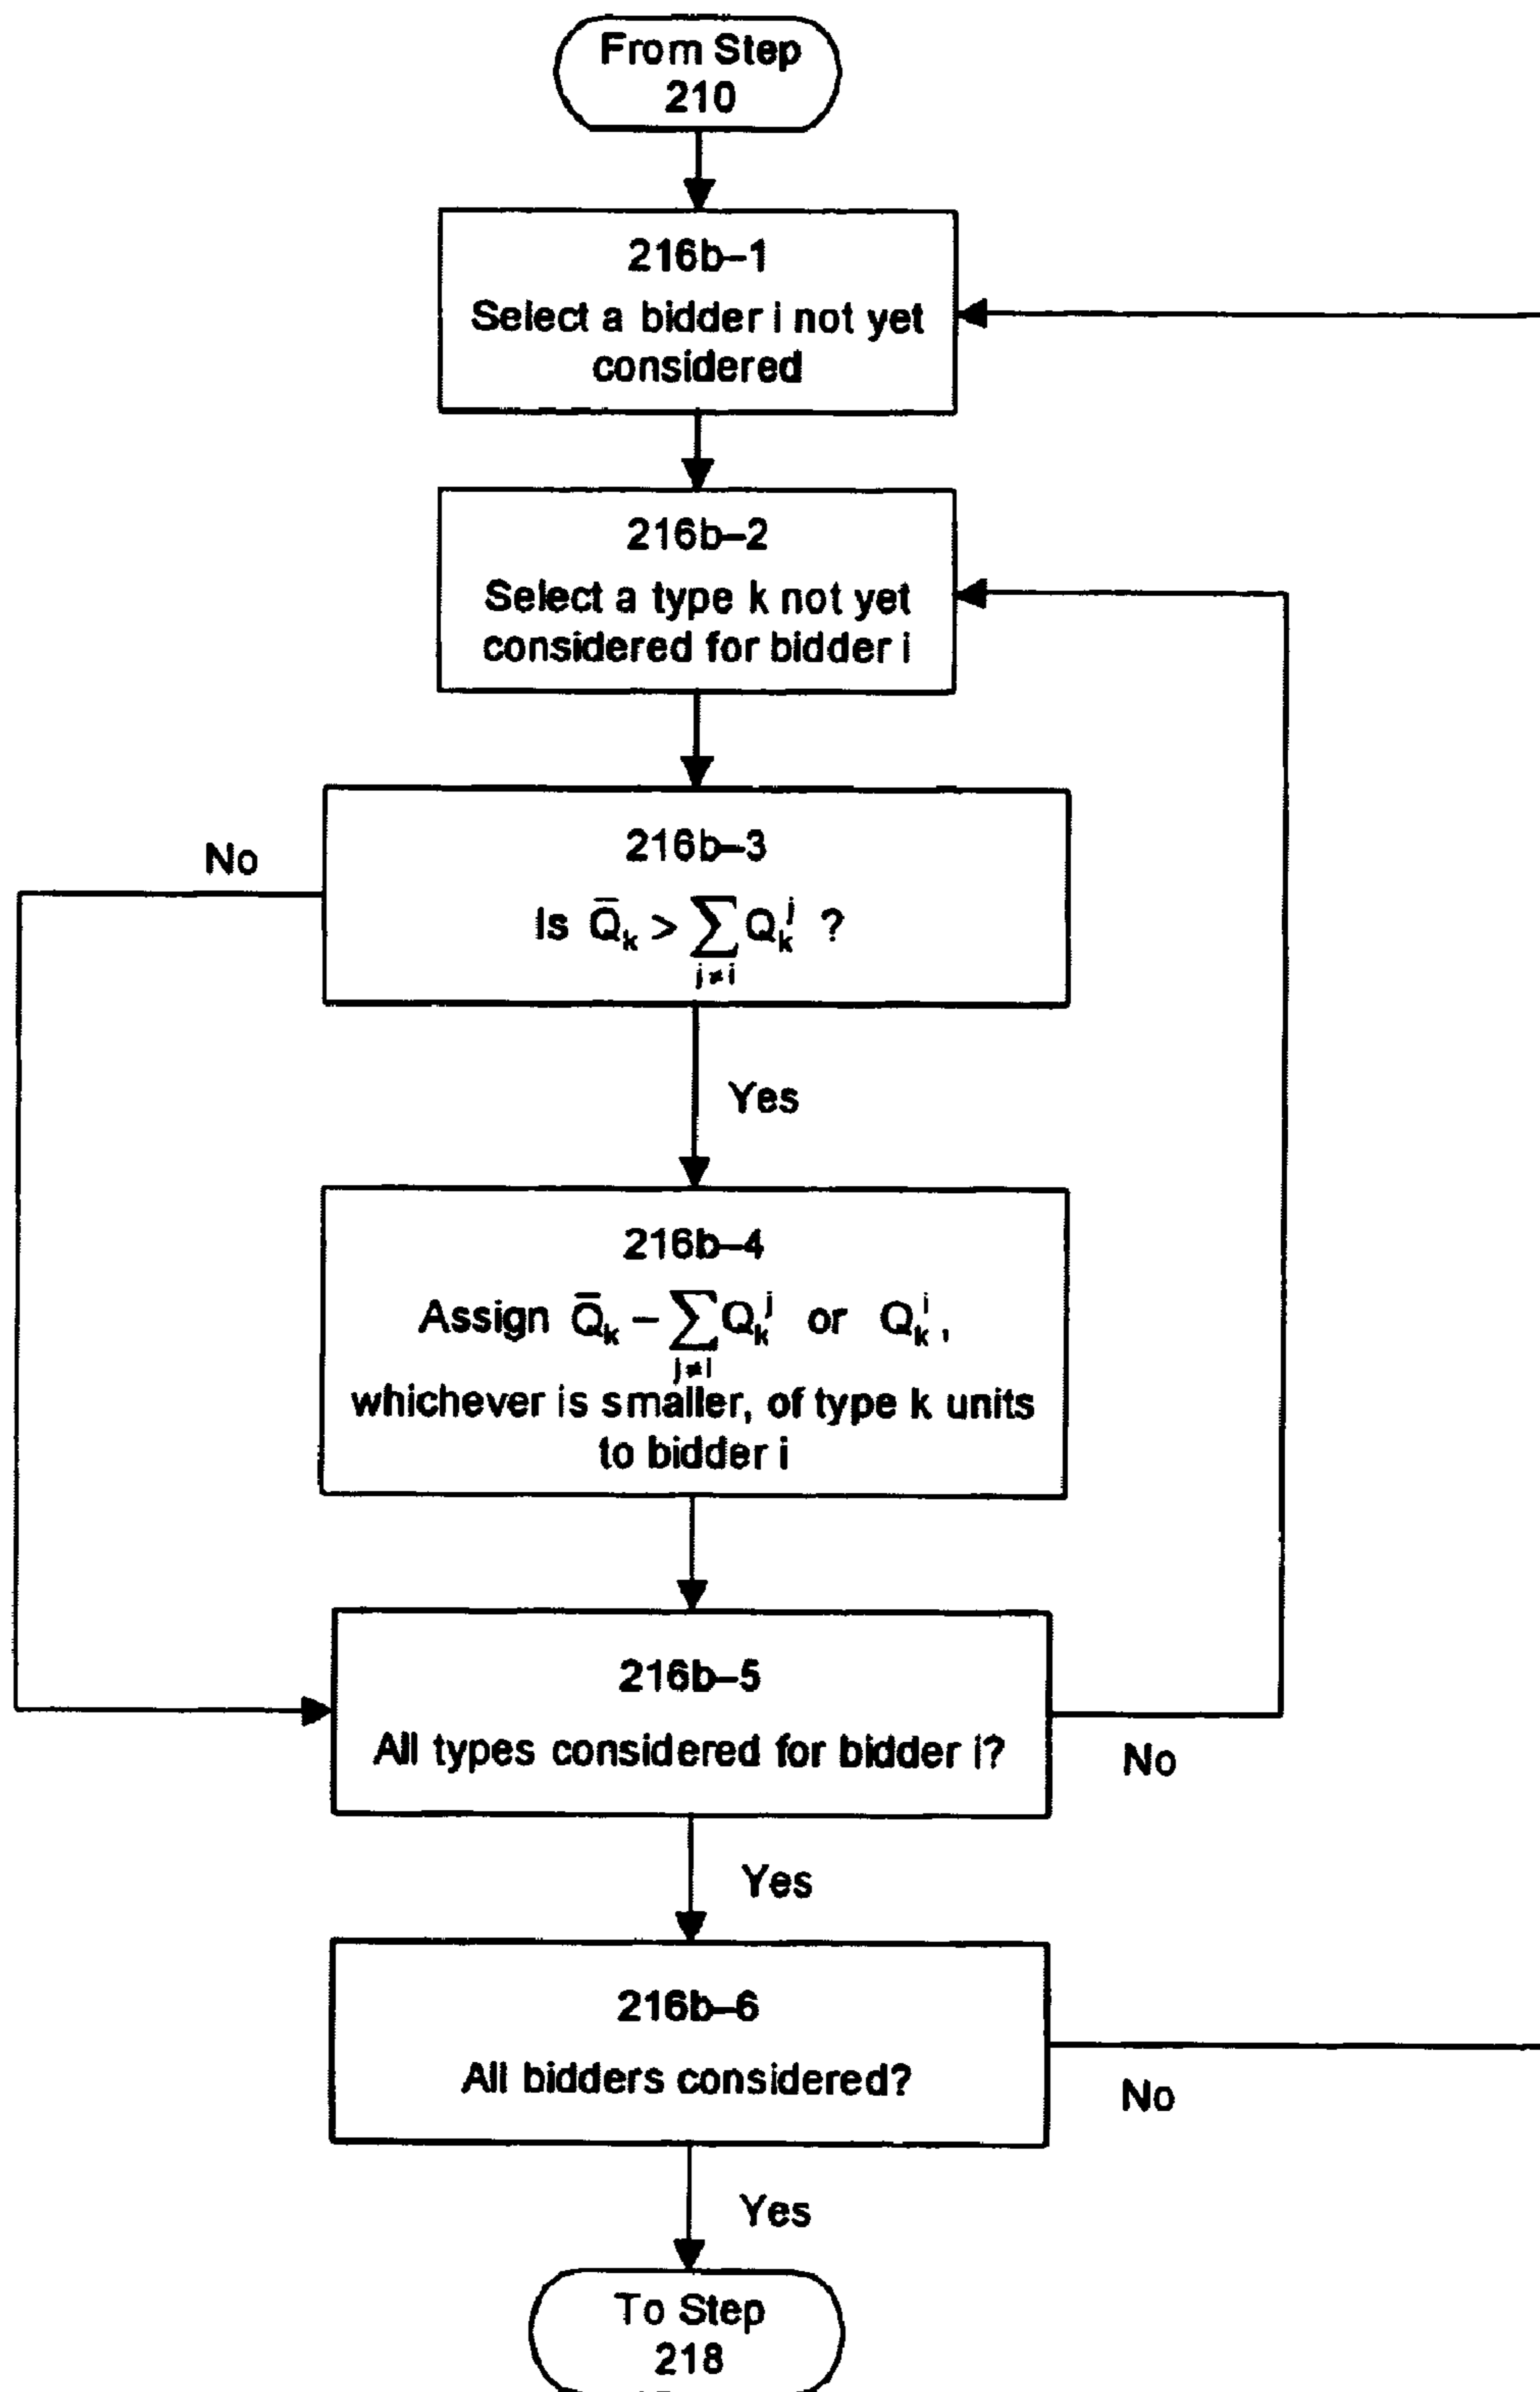 From Step
210
216b–1
Select a bidder i not yet
considered
216b–2
Select a type k not yet
considered for bidder i
216b–3
No
Is Q̄ₖ > ∑ Qₖʲ ?
j≠i
Yes
216b–4
Assign Q̄ₖ – ∑ Qₖʲ or Qₖⁱ,
j≠i
whichever is smaller, of type k units
to bidder i
216b–5
All types considered for bidder i?
No
Yes
216b–6
All bidders considered?
No
Yes
To Step
218